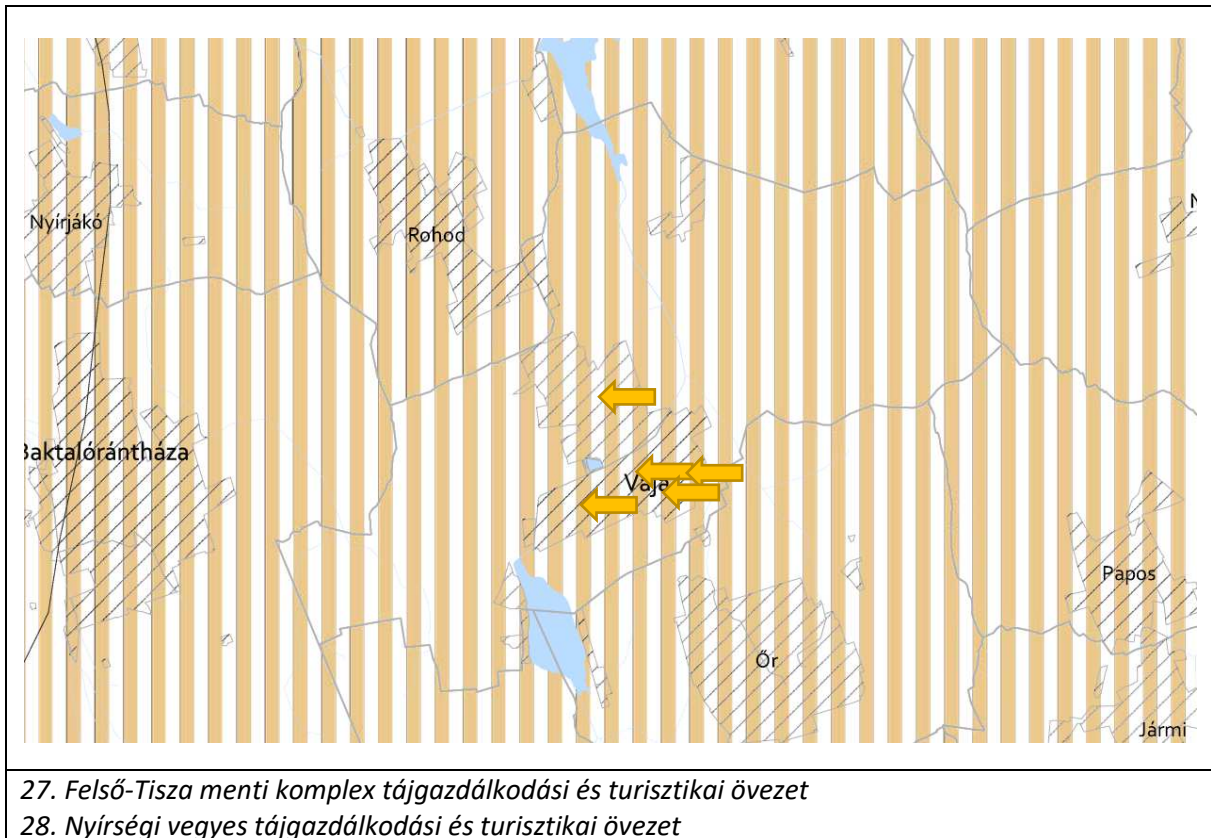 Nyírjákó
Rohod
N
Baktalórántháza
Vaja
Papos
Őr
Jármi
27. Felső-Tisza menti komplex tájgazdálkodási és turisztikai övezet
28. Nyírségi vegyes tájgazdálkodási és turisztikai övezet